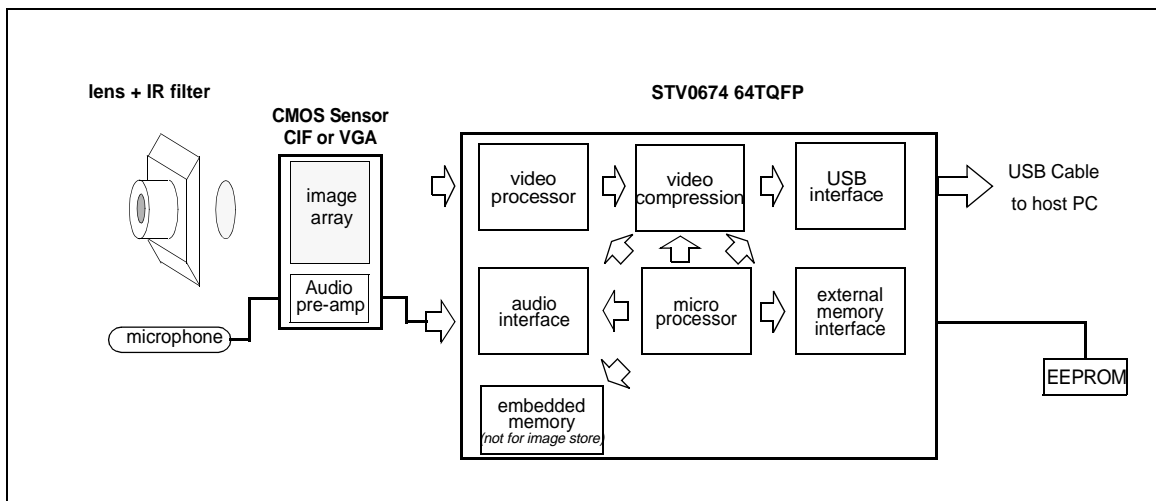 lens + IR filter
STV0674 64TQFP
CMOS Sensor
CIF or VGA
image
array
Audio
pre-amp
microphone
video
processor
video
compression
USB
interface
USB Cable
to host PC
audio
interface
micro
processor
external
memory
interface
embedded
memory
(not for image store)
EEPROM